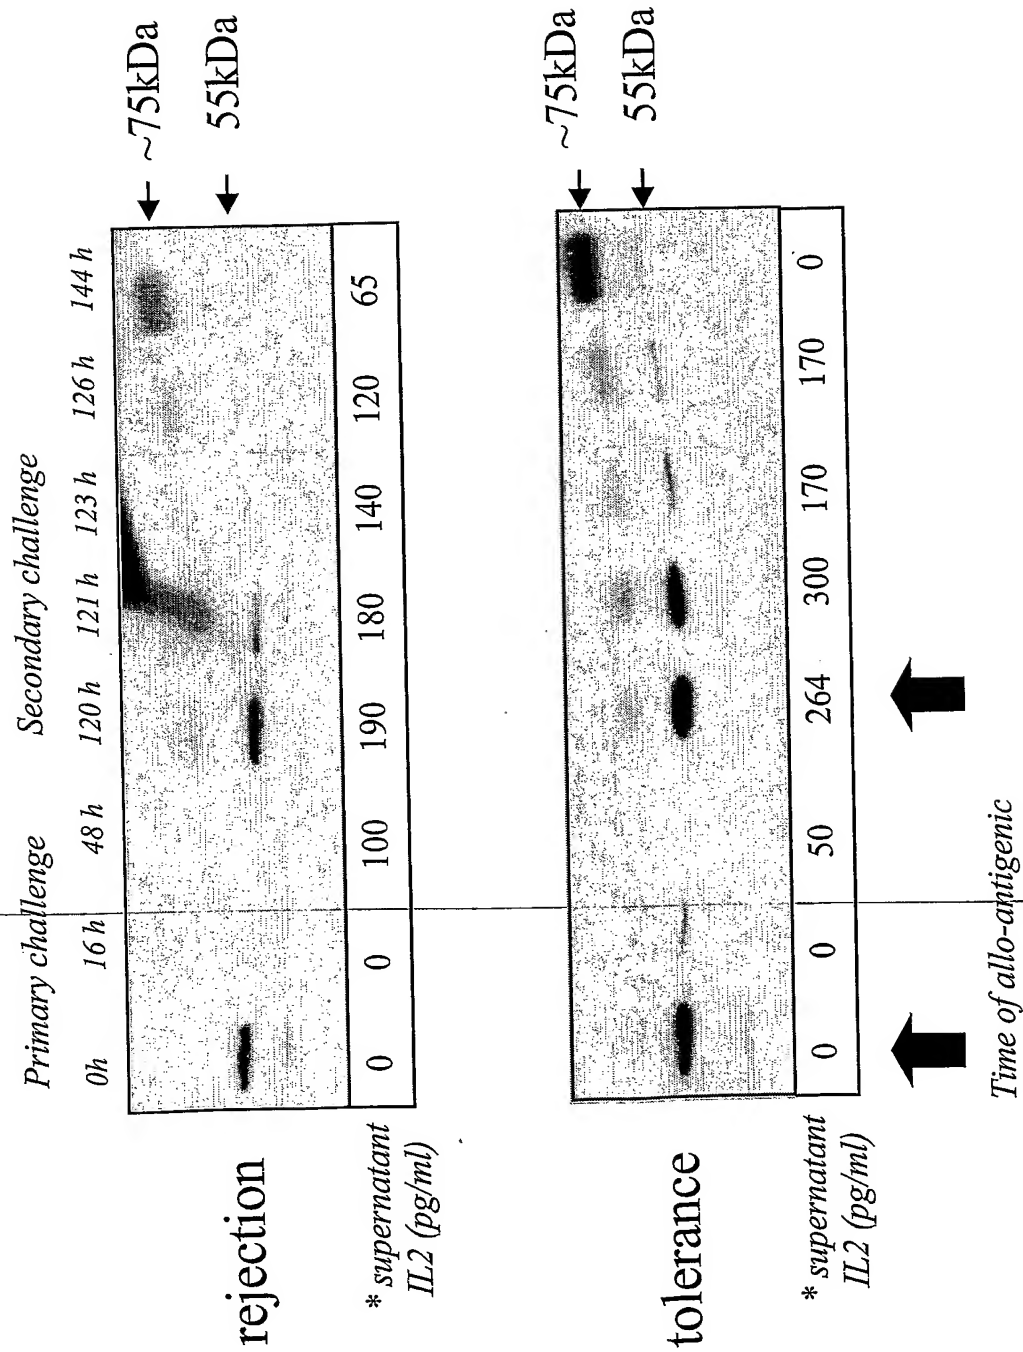 Primary challenge Secondary challenge
0h 16 h 48 h 120 h 121 h 123 h 126 h 144 h
rejection
~75kDa
55kDa
* supernatant
IL2 (pg/ml)
0 0 100 190 180 140 120 65
tolerance
~75kDa
55kDa
* supernatant
IL2 (pg/ml)
0 0 50 264 300 170 170 0
Time of allo-antigenic